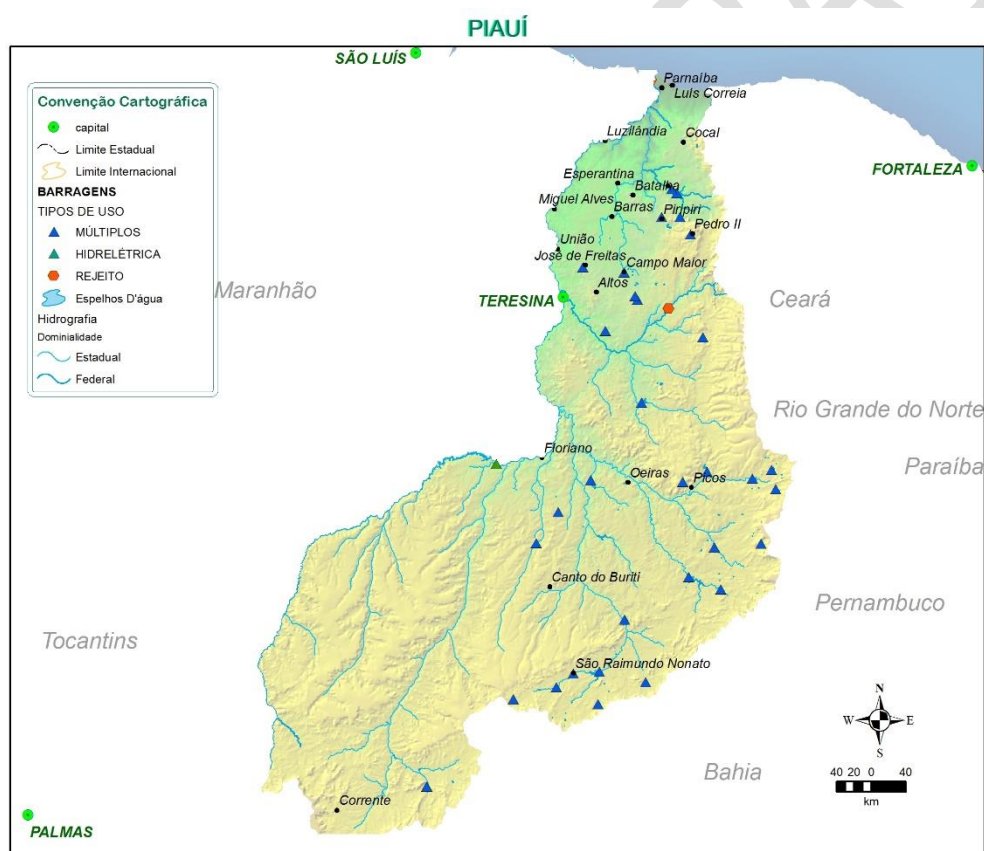 PIAUÍ
SÃO LUÍS
Convenção Cartográfica
capital
Limite Estadual
Limite Internacional
BARRAGENS
TIPOS DE USO
MÚLTIPLOS
HIDRELÉTRICA
REJEITO
Espelhos D'água
Hidrografia
Dominialidade
Estadual
Federal
Parnaíba
Luís Correia
Luzilândia
Cocal
FORTALEZA
Esperantina
Batalha
Miguel Alves
Barras
Piripiri
Pedro II
União
José de Freitas
Campo Maior
Maranhão
Altos
TERESINA
Ceará
Rio Grande do Norte
Floriano
Paraíba
Oeiras
Picos
Canto do Buriti
Pernambuco
Tocantins
São Raimundo Nonato
N
W E
S
Bahia
40 20 0 40
km
Corrente
PALMAS